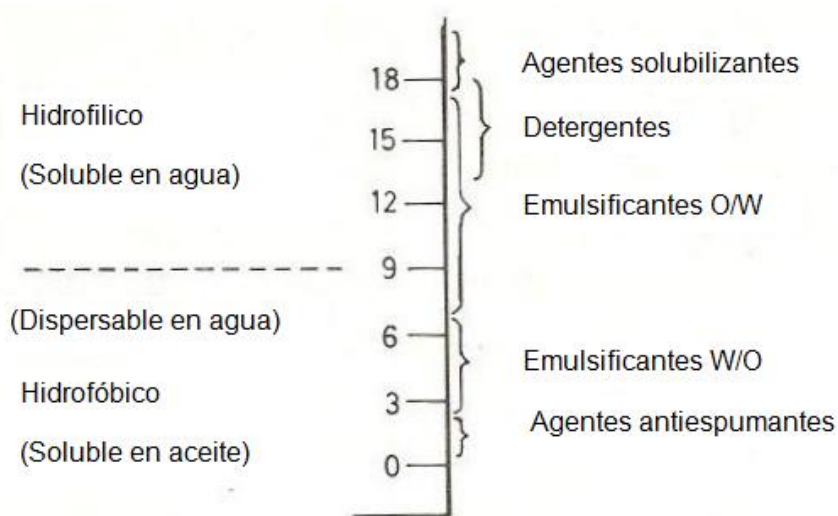 Agentes solubilizantes
18
Hidrofilico
Detergentes
15
(Soluble en agua)
12
Emulsificantes O/W
9
(Dispersable en agua)
6
Emulsificantes W/O
Hidrofóbico
3
Agentes antiespumantes
(Soluble en aceite)
0